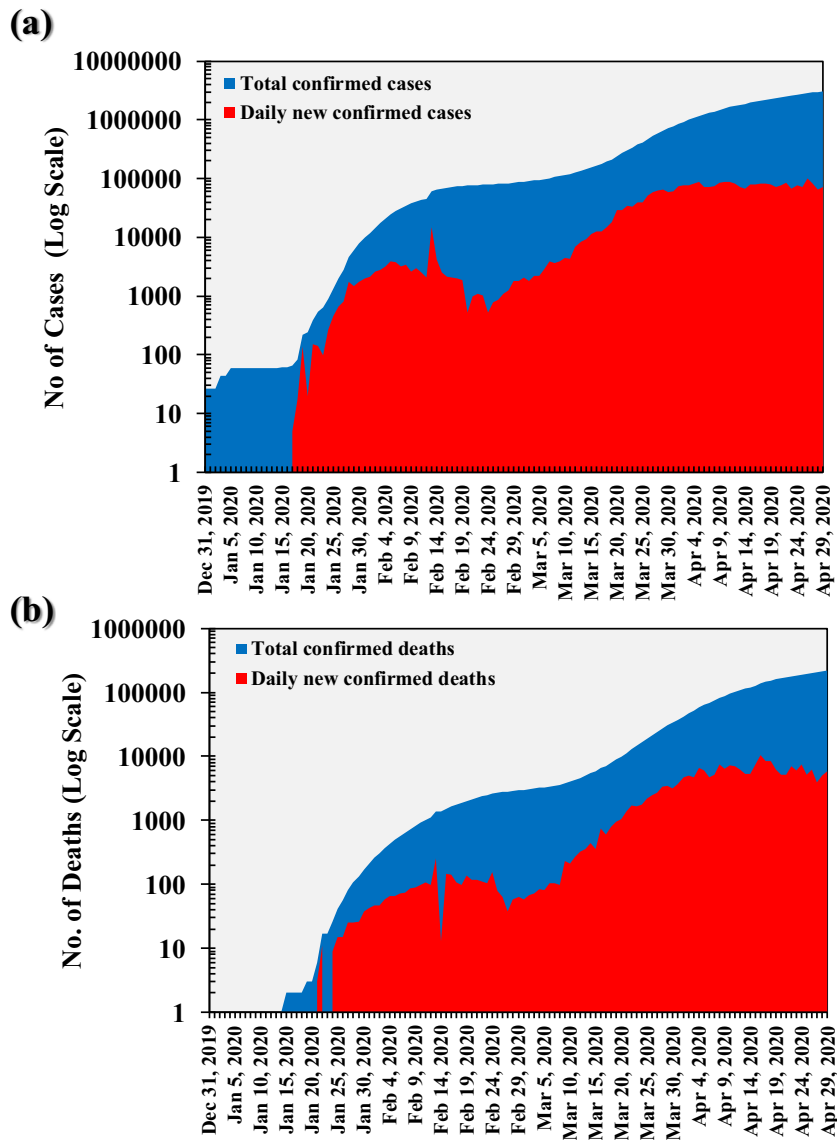 (a)
No of Cases (Log Scale)
10000000
1000000
100000
10000
1000
100
10
1
Total confirmed cases
Daily new confirmed cases
Dec 31, 2019
Jan 5, 2020
Jan 10, 2020
Jan 15, 2020
Jan 20, 2020
Jan 25, 2020
Jan 30, 2020
Feb 4, 2020
Feb 9, 2020
Feb 14, 2020
Feb 19, 2020
Feb 24, 2020
Feb 29, 2020
Mar 5, 2020
Mar 10, 2020
Mar 15, 2020
Mar 20, 2020
Mar 25, 2020
Mar 30, 2020
Apr 4, 2020
Apr 9, 2020
Apr 14, 2020
Apr 19, 2020
Apr 24, 2020
Apr 29, 2020
(b)
No. of Deaths (Log Scale)
1000000
100000
10000
1000
100
10
1
Total confirmed deaths
Daily new confirmed deaths
Dec 31, 2019
Jan 5, 2020
Jan 10, 2020
Jan 15, 2020
Jan 20, 2020
Jan 25, 2020
Jan 30, 2020
Feb 4, 2020
Feb 9, 2020
Feb 14, 2020
Feb 19, 2020
Feb 24, 2020
Feb 29, 2020
Mar 5, 2020
Mar 10, 2020
Mar 15, 2020
Mar 20, 2020
Mar 25, 2020
Mar 30, 2020
Apr 4, 2020
Apr 9, 2020
Apr 14, 2020
Apr 19, 2020
Apr 24, 2020
Apr 29, 2020